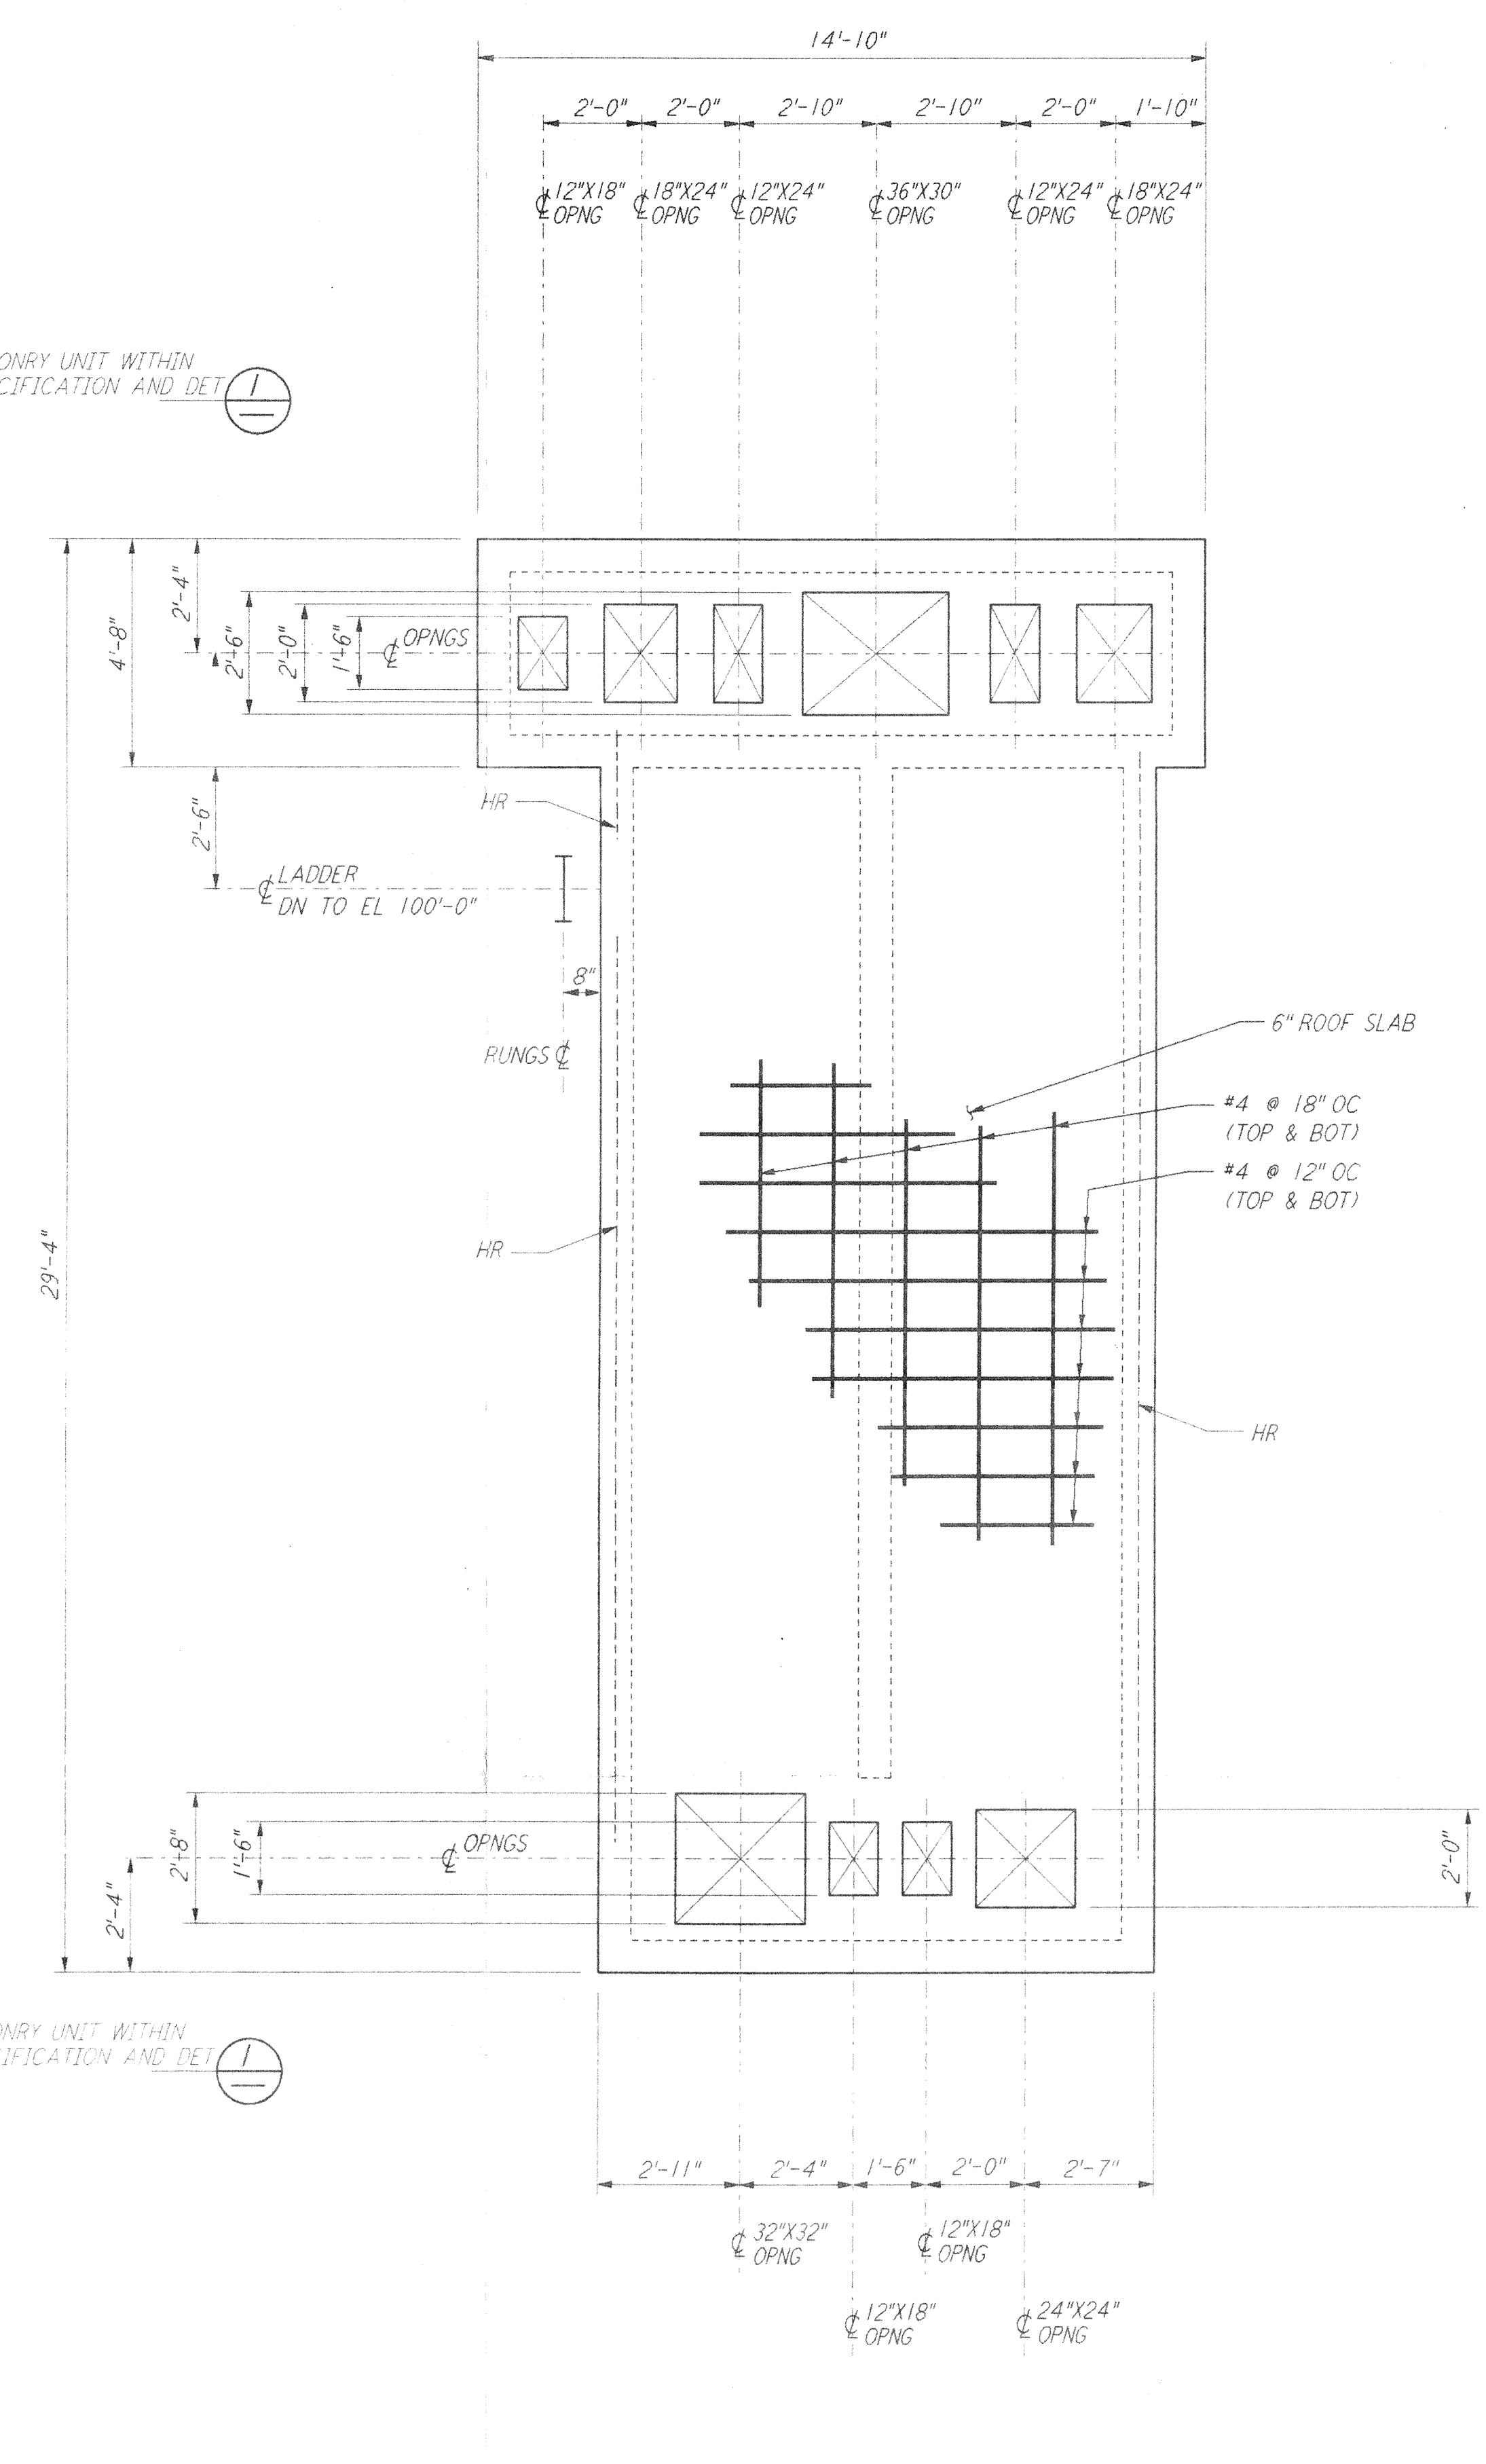 14'-10"
2'-0" 2'-0" 2'-10" 2'-10" 2'-0" 1'-10"
℄ 12"X18" ℄ 18"X24" ℄ 12"X24" ℄ 36"X30" ℄ 12"X24" ℄ 18"X24"
OPNG OPNG OPNG OPNG OPNG OPNG
ONRY UNIT WITHIN
CIFICATION AND DET
1
2'-4"
4'-8"
2'-6"
2'-0"
1'-6"
℄ OPNGS
HR
2'-6"
℄ LADDER
DN TO EL 100'-0"
8"
RUNGS ℄
6" ROOF SLAB
#4 @ 18" OC
(TOP & BOT)
#4 @ 12" OC
(TOP & BOT)
29'-4"
HR
HR
2'-8"
1'-6"
℄ OPNGS
2'-4"
2'-0"
ONRY UNIT WITHIN
CIFICATION AND DET
1
2'-11" 2'-4" 1'-6" 2'-0" 2'-7"
℄ 32"X32" ℄ 12"X18"
OPNG OPNG
℄ 12"X18" ℄ 24"X24"
OPNG OPNG